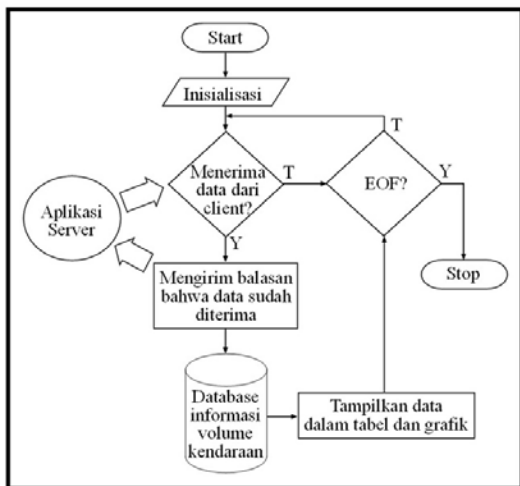 Start
Inisialisasi
T
Menerima
data dari
client?
T
EOF?
Y
Aplikasi
Server
Y
Stop
Mengirim balasan
bahwa data sudah
diterima
Database
informasi
volume
kendaraan
Tampilkan data
dalam tabel dan grafik